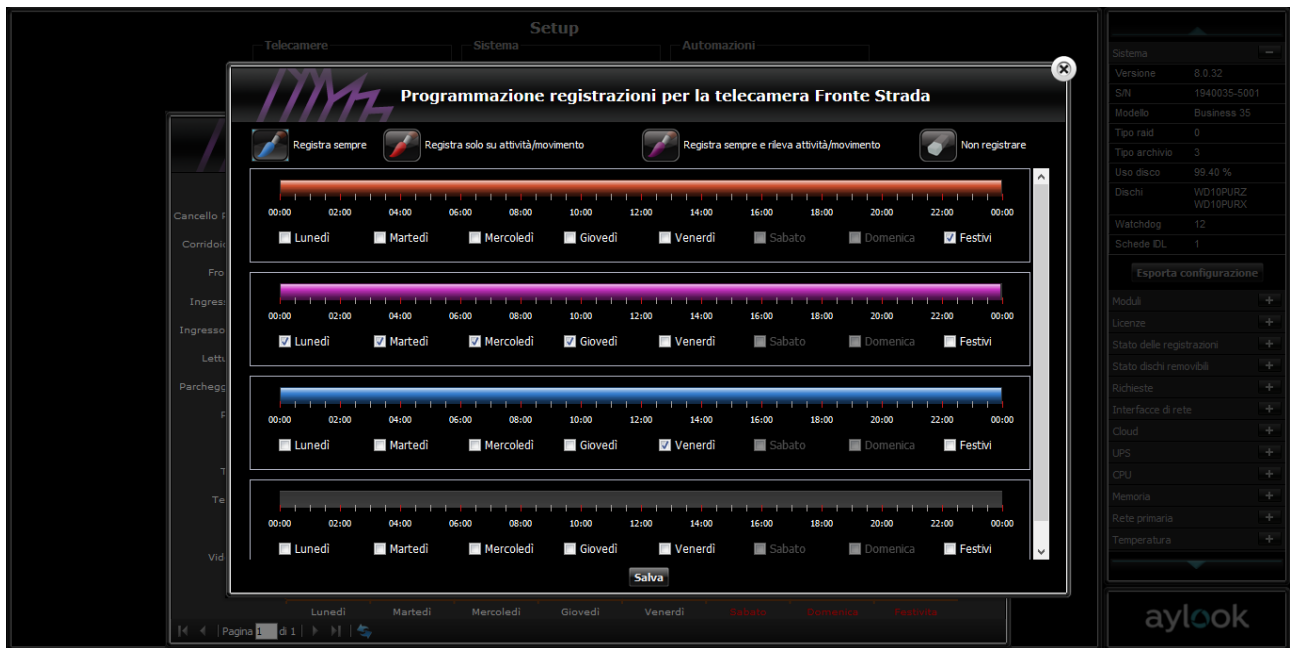 Setup
Telecamere Sistema Automazioni
Programmazione registrazioni per la telecamera Fronte Strada
Registra sempre Registra solo su attività/movimento Registra sempre e rileva attività/movimento Non registrare
00:00 02:00 04:00 06:00 08:00 10:00 12:00 14:00 16:00 18:00 20:00 22:00 00:00
Lunedì Martedì Mercoledì Giovedì Venerdì Sabato Domenica Festivi
00:00 02:00 04:00 06:00 08:00 10:00 12:00 14:00 16:00 18:00 20:00 22:00 00:00
Lunedì Martedì Mercoledì Giovedì Venerdì Sabato Domenica Festivi
00:00 02:00 04:00 06:00 08:00 10:00 12:00 14:00 16:00 18:00 20:00 22:00 00:00
Lunedì Martedì Mercoledì Giovedì Venerdì Sabato Domenica Festivi
00:00 02:00 04:00 06:00 08:00 10:00 12:00 14:00 16:00 18:00 20:00 22:00 00:00
Lunedì Martedì Mercoledì Giovedì Venerdì Sabato Domenica Festivi
Salva
Cancello
Lunedì Martedì Mercoledì Giovedì Venerdì Sabato Domenica Festività
Pagina 1 di 1
Sistema
Versione 8.0.32
S/N 1940035-5001
Modello Business 35
Tipo raid 0
Tipo archivio 3
Uso disco 99.40 %
Dischi WD10PURZ
WD10PURX
Watchdog 12
Schede IDL 1
Esporta configurazione
Moduli
Licenze
Stato delle registrazioni
Stato dischi removibili
Richieste
Interfacce di rete
Cloud
UPS
CPU
Memoria
Rete primaria
Temperatura
aylook